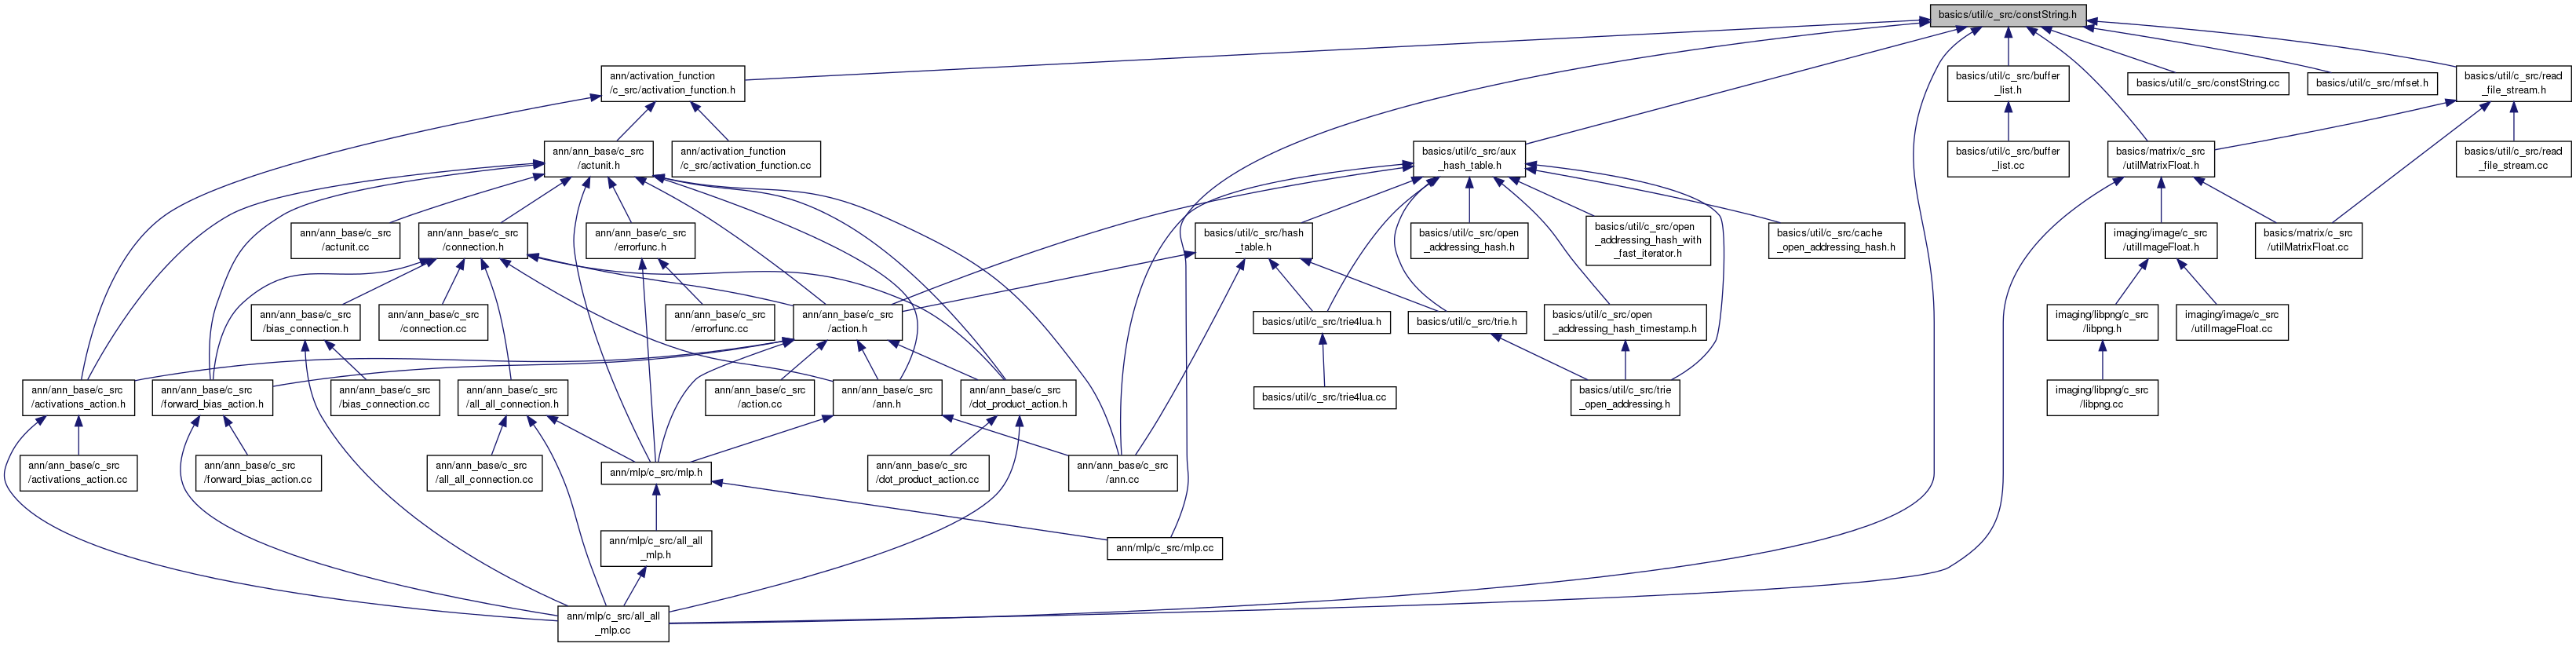 basics/util/c_src/constString.h
ann/activation_function
/c_src/activation_function.h
basics/util/c_src/buffer
_list.h
basics/util/c_src/constString.cc
basics/util/c_src/mfset.h
basics/util/c_src/read
_file_stream.h
ann/ann_base/c_src
/actunit.h
ann/activation_function
/c_src/activation_function.cc
basics/util/c_src/aux
_hash_table.h
basics/util/c_src/buffer
_list.cc
basics/matrix/c_src
/utilMatrixFloat.h
basics/util/c_src/read
_file_stream.cc
ann/ann_base/c_src
/actunit.cc
ann/ann_base/c_src
/connection.h
ann/ann_base/c_src
/errorfunc.h
basics/util/c_src/hash
_table.h
basics/util/c_src/open
_addressing_hash.h
basics/util/c_src/open
_addressing_hash_with
_fast_iterator.h
basics/util/c_src/cache
_open_addressing_hash.h
imaging/image/c_src
/utilImageFloat.h
basics/matrix/c_src
/utilMatrixFloat.cc
ann/ann_base/c_src
/bias_connection.h
ann/ann_base/c_src
/connection.cc
ann/ann_base/c_src
/errorfunc.cc
ann/ann_base/c_src
/action.h
basics/util/c_src/trie4lua.h
basics/util/c_src/trie.h
basics/util/c_src/open
_addressing_hash_timestamp.h
imaging/libpng/c_src
/libpng.h
imaging/image/c_src
/utilImageFloat.cc
ann/ann_base/c_src
/activations_action.h
ann/ann_base/c_src
/forward_bias_action.h
ann/ann_base/c_src
/bias_connection.cc
ann/ann_base/c_src
/all_all_connection.h
ann/ann_base/c_src
/action.cc
ann/ann_base/c_src
/ann.h
ann/ann_base/c_src
/dot_product_action.h
basics/util/c_src/trie4lua.cc
basics/util/c_src/trie
_open_addressing.h
imaging/libpng/c_src
/libpng.cc
ann/ann_base/c_src
/activations_action.cc
ann/ann_base/c_src
/forward_bias_action.cc
ann/ann_base/c_src
/all_all_connection.cc
ann/mlp/c_src/mlp.h
ann/ann_base/c_src
/dot_product_action.cc
ann/ann_base/c_src
/ann.cc
ann/mlp/c_src/all_all
_mlp.h
ann/mlp/c_src/mlp.cc
ann/mlp/c_src/all_all
_mlp.cc